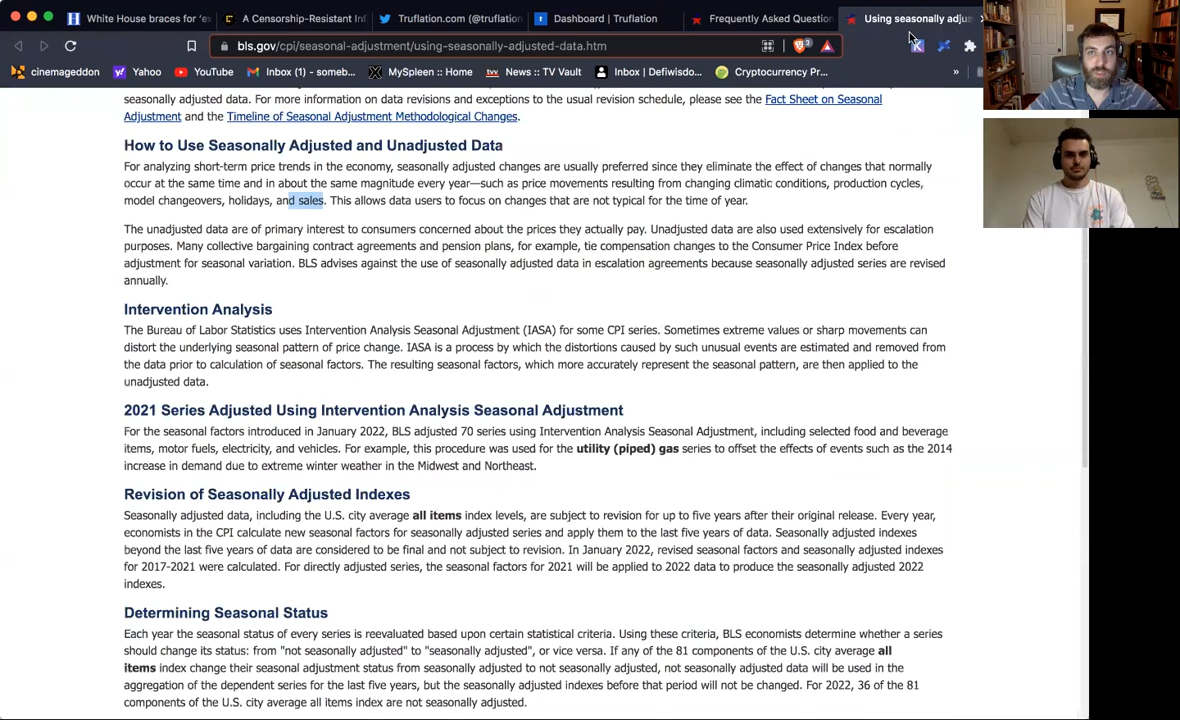 White House braces for 'ex
A Censorship-Resistant Inf
Truflation.com (@truflation
Dashboard | Truflation
Frequently Asked Question
Using seasonally adjus
bls.gov/cpi/seasonal-adjustment/using-seasonally-adjusted-data.htm
3
K
cinemageddon
Yahoo
YouTube
Inbox (1) - someb...
MySpleen :: Home
News :: TV Vault
Inbox | Defiwisdo...
Cryptocurrency Pr...
»
seasonally adjusted data. For more information on data revisions and exceptions to the usual revision schedule, please see the Fact Sheet on Seasonal
Adjustment and the Timeline of Seasonal Adjustment Methodological Changes.
How to Use Seasonally Adjusted and Unadjusted Data
For analyzing short-term price trends in the economy, seasonally adjusted changes are usually preferred since they eliminate the effect of changes that normally
occur at the same time and in about the same magnitude every year—such as price movements resulting from changing climatic conditions, production cycles,
model changeovers, holidays, and sales. This allows data users to focus on changes that are not typical for the time of year.
The unadjusted data are of primary interest to consumers concerned about the prices they actually pay. Unadjusted data are also used extensively for escalation
purposes. Many collective bargaining contract agreements and pension plans, for example, tie compensation changes to the Consumer Price Index before
adjustment for seasonal variation. BLS advises against the use of seasonally adjusted data in escalation agreements because seasonally adjusted series are revised
annually.
Intervention Analysis
The Bureau of Labor Statistics uses Intervention Analysis Seasonal Adjustment (IASA) for some CPI series. Sometimes extreme values or sharp movements can
distort the underlying seasonal pattern of price change. IASA is a process by which the distortions caused by such unusual events are estimated and removed from
the data prior to calculation of seasonal factors. The resulting seasonal factors, which more accurately represent the seasonal pattern, are then applied to the
unadjusted data.
2021 Series Adjusted Using Intervention Analysis Seasonal Adjustment
For the seasonal factors introduced in January 2022, BLS adjusted 70 series using Intervention Analysis Seasonal Adjustment, including selected food and beverage
items, motor fuels, electricity, and vehicles. For example, this procedure was used for the utility (piped) gas series to offset the effects of events such as the 2014
increase in demand due to extreme winter weather in the Midwest and Northeast.
Revision of Seasonally Adjusted Indexes
Seasonally adjusted data, including the U.S. city average all items index levels, are subject to revision for up to five years after their original release. Every year,
economists in the CPI calculate new seasonal factors for seasonally adjusted series and apply them to the last five years of data. Seasonally adjusted indexes
beyond the last five years of data are considered to be final and not subject to revision. In January 2022, revised seasonal factors and seasonally adjusted indexes
for 2017-2021 were calculated. For directly adjusted series, the seasonal factors for 2021 will be applied to 2022 data to produce the seasonally adjusted 2022
indexes.
Determining Seasonal Status
Each year the seasonal status of every series is reevaluated based upon certain statistical criteria. Using these criteria, BLS economists determine whether a series
should change its status: from "not seasonally adjusted" to "seasonally adjusted", or vice versa. If any of the 81 components of the U.S. city average all
items index change their seasonal adjustment status from seasonally adjusted to not seasonally adjusted, not seasonally adjusted data will be used in the
aggregation of the dependent series for the last five years, but the seasonally adjusted indexes before that period will not be changed. For 2022, 36 of the 81
components of the U.S. city average all items index are not seasonally adjusted.